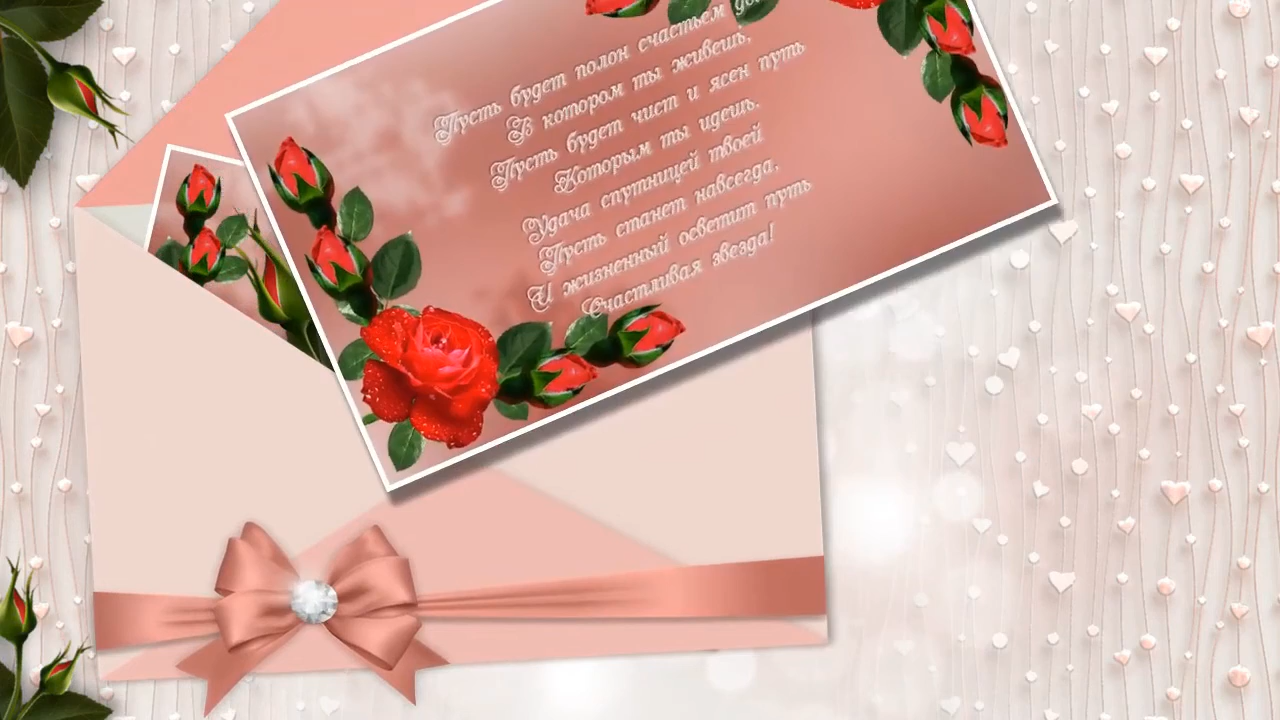 Пусть будет полон счастьем
В котором ты живешь,
Пусть будет чист и ясен путь
Которым ты идешь.
Удача спутницей твоей
Пусть станет навсегда,
И жизненный осветит путь
Счастливая звезда!